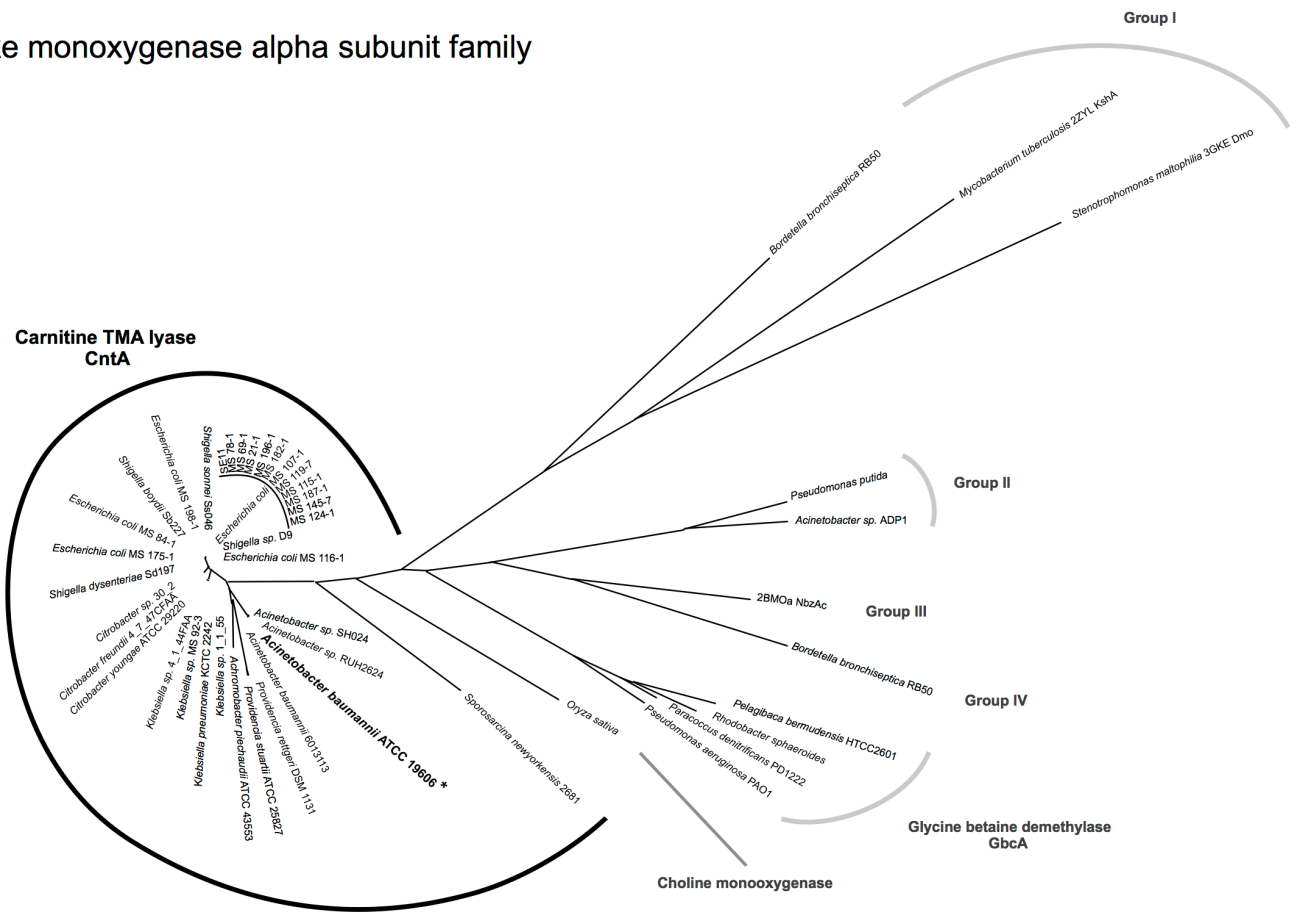 ke monoxygenase alpha subunit family
Group I
Mycobacterium tuberculosis 2ZYL KshA
Stenotrophomonas maltophilia 3GKE Dmo
Bordetella bronchiseptica RB50
Carnitine TMA lyase
CntA
Escherichia coli MS 198-1
Shigella sonnei Ss046
SE11
MS 78-1
MS 69-1
MS 21-1
MS 196-1
MS 182-1
Escherichia coli MS 107-1
MS 119-7
MS 115-1
MS 187-1
MS 145-7
MS 124-1
Shigella boydii Sb227
Escherichia coli MS 84-1
Shigella sp. D9
Escherichia coli MS 175-1
Escherichia coli MS 116-1
Shigella dysenteriae Sd197
Citrobacter sp. 30_2
Citrobacter freundii 4_7_47CFAA
Citrobacter youngae ATCC 29220
Klebsiella sp. 4_1_44FAA
Klebsiella sp. MS 92-3
Klebsiella pneumoniae KCTC 2242
Klebsiella sp. 1_1_55
Achromobacter piechaudii ATCC 43553
Providencia stuartii ATCC 25827
Providencia rettgeri DSM 1131
Acinetobacter baumannii 6013113
Acinetobacter baumannii ATCC 19606 *
Acinetobacter sp. RUH2624
Acinetobacter sp. SH024
Sporosarcina newyorkensis 2681
Oryza sativa
Pseudomonas putida
Acinetobacter sp. ADP1
Group II
2BMOa NbzAc
Group III
Bordetella bronchiseptica RB50
Group IV
Pelagibaca bermudensis HTCC2601
Rhodobacter sphaeroides
Paracoccus denitrificans PD1222
Pseudomonas aeruginosa PAO1
Glycine betaine demethylase
GbcA
Choline monooxygenase